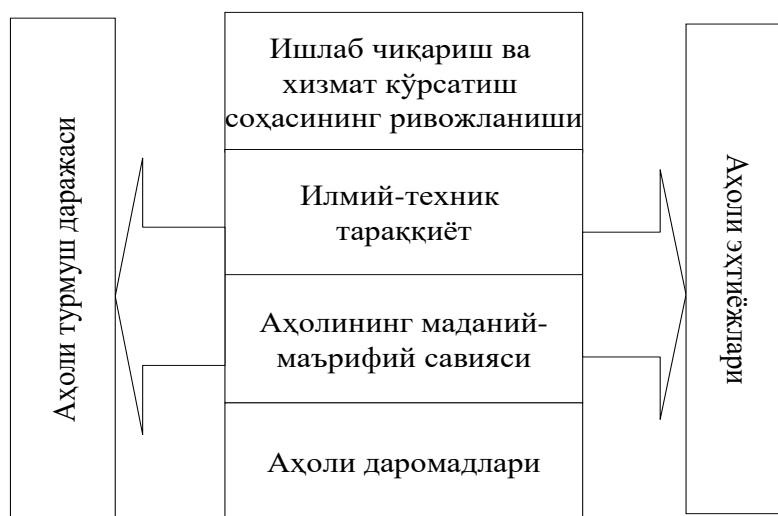 Аҳоли турмуш даражаси
Ишлаб чиқариш ва
хизмат кўрсатиш
соҳасининг ривожланиши
Илмий-техник
тараққиёт
Аҳолининг маданий-
маърифий савияси
Аҳоли даромадлари
Аҳоли эҳтиёжлари